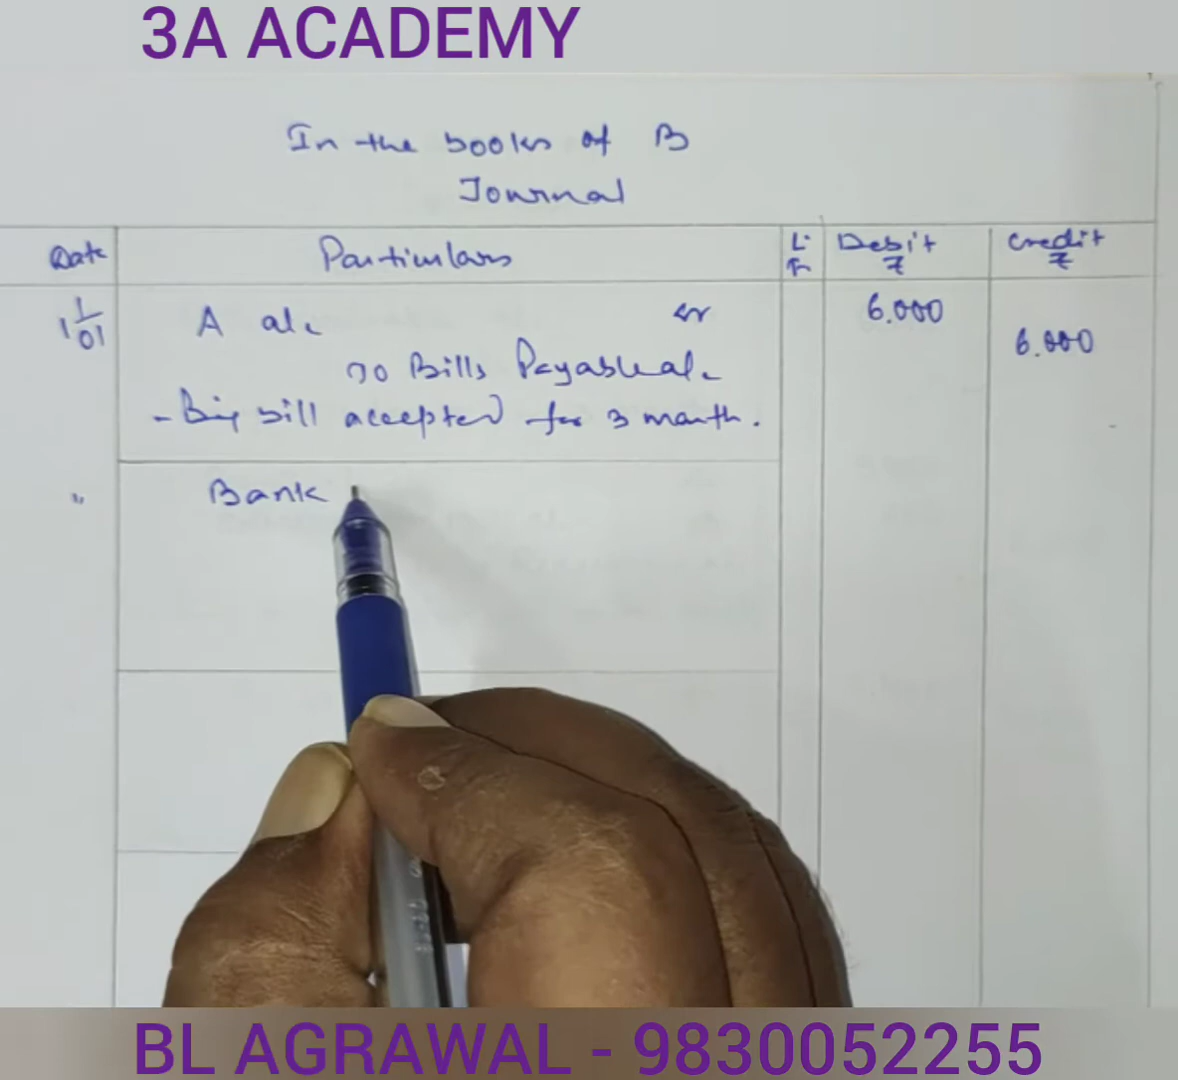 3A ACADEMY
In the books of B
Journal
Date Particulars L.F. Debit ₹ Credit ₹
1/01 A a/c Dr 6.000
To Bills Payable a/c 6.000
- Being bill accepted for 3 month.
" Bank
BL AGRAWAL - 9830052255